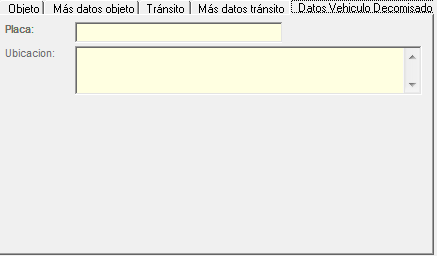 Objeto Más datos objeto Tránsito Más datos tránsito Datos Vehiculo Decomisado
Placa:
Ubicacion: